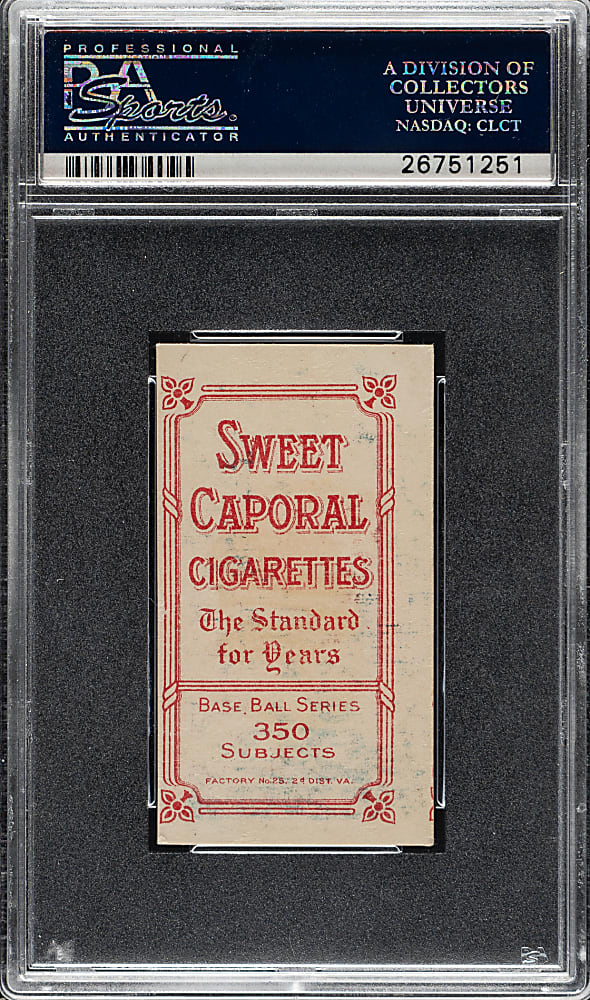 PROFESSIONAL
PSA
Sports.
AUTHENTICATOR
A DIVISION OF
COLLECTORS
UNIVERSE
NASDAQ: CLCT
26751251
SWEET
CAPORAL
CIGARETTES
The Standard
for Years
BASE BALL SERIES
350
SUBJECTS
FACTORY No. 25. 2d DIST. VA.